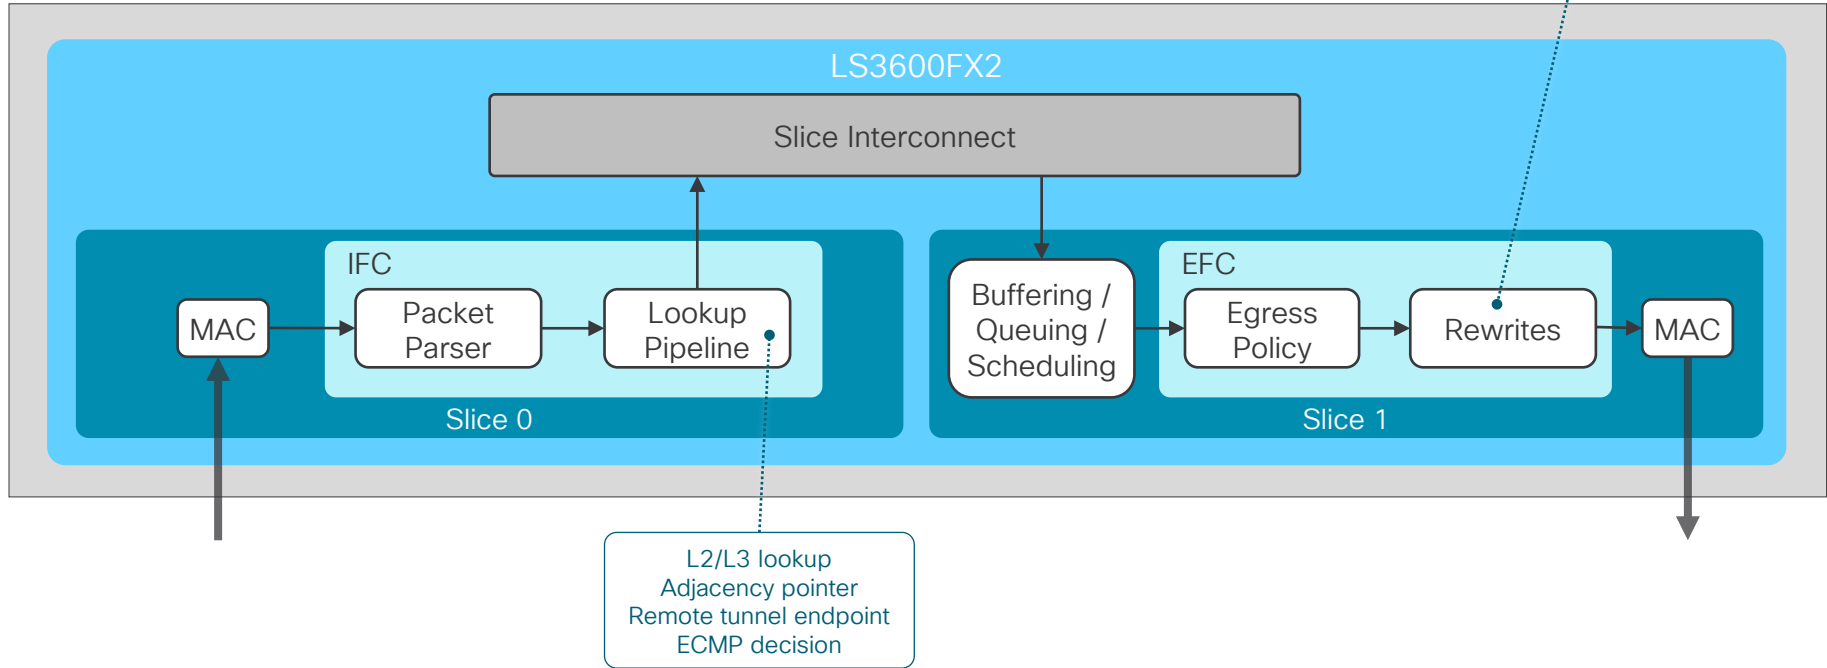 LS3600FX2
Slice Interconnect
IFC
MAC
Packet
Parser
Lookup
Pipeline
Slice 0
Buffering /
Queuing /
Scheduling
EFC
Egress
Policy
Rewrites
MAC
Slice 1
L2/L3 lookup
Adjacency pointer
Remote tunnel endpoint
ECMP decision